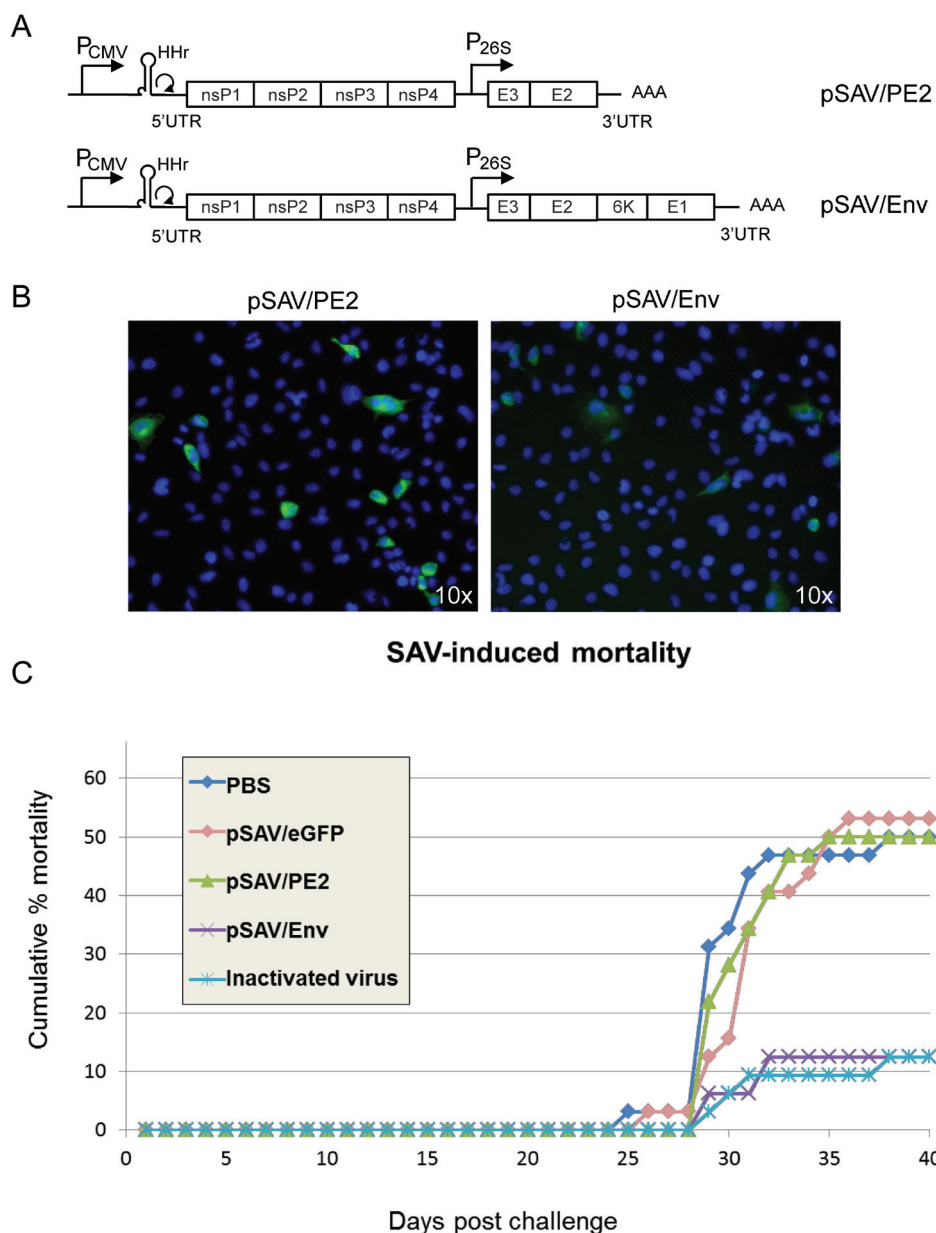 A
PCMV HHr P26S
nsP1 nsP2 nsP3 nsP4 E3 E2 AAA pSAV/PE2
5'UTR 3'UTR
PCMV HHr P26S
nsP1 nsP2 nsP3 nsP4 E3 E2 6K E1 AAA pSAV/Env
5'UTR 3'UTR
B
pSAV/PE2 pSAV/Env
10x 10x
SAV-induced mortality
C
Cumulative % mortality
60
50
40
30
20
10
0
PBS
pSAV/eGFP
pSAV/PE2
pSAV/Env
Inactivated virus
0 5 10 15 20 25 30 35 40
Days post challenge